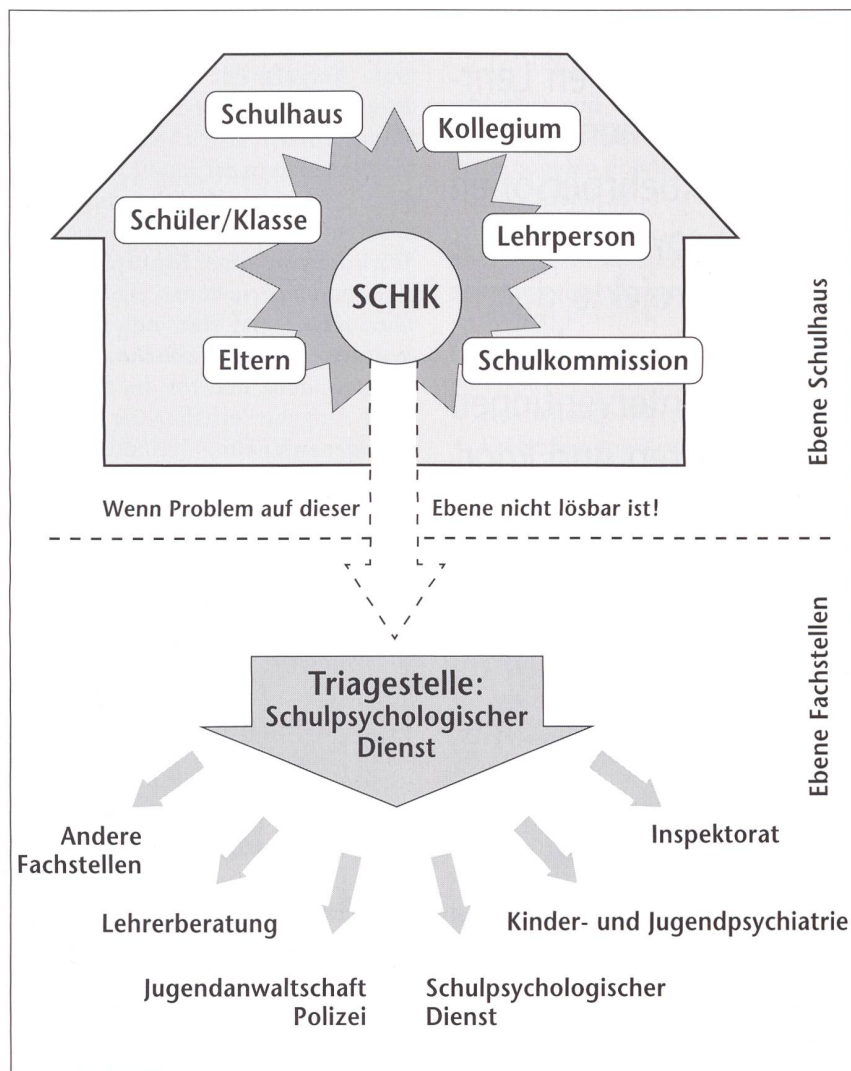 Schulhaus
Kollegium
Schüler/Klasse
Lehrperson
SCHIK
Eltern
Schulkommission
Ebene Schulhaus
Wenn Problem auf dieser Ebene nicht lösbar ist!
Triagestelle:
Schulpsychologischer
Dienst
Ebene Fachstellen
Andere
Fachstellen
Inspektorat
Lehrerberatung
Kinder- und Jugendpsychiatrie
Jugendanwaltschaft
Polizei
Schulpsychologischer
Dienst